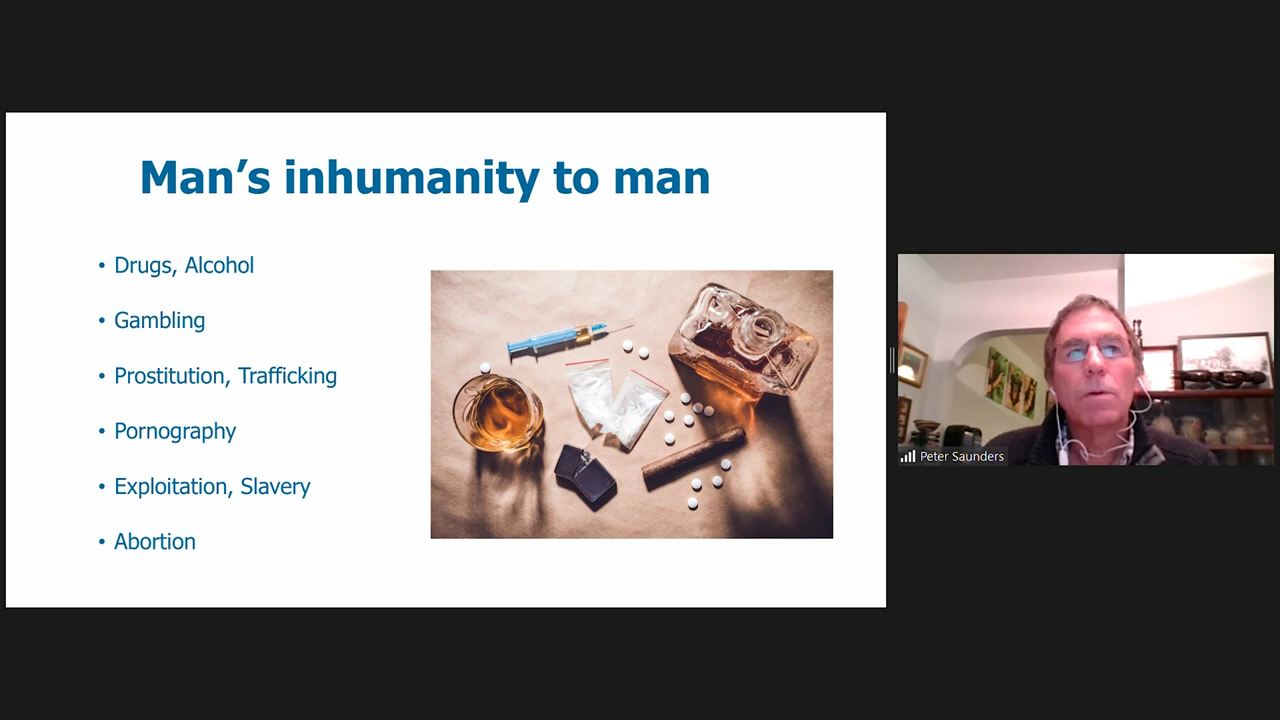 Man’s inhumanity to man
• Drugs, Alcohol
• Gambling
• Prostitution, Trafficking
• Pornography
• Exploitation, Slavery
• Abortion
Peter Saunders